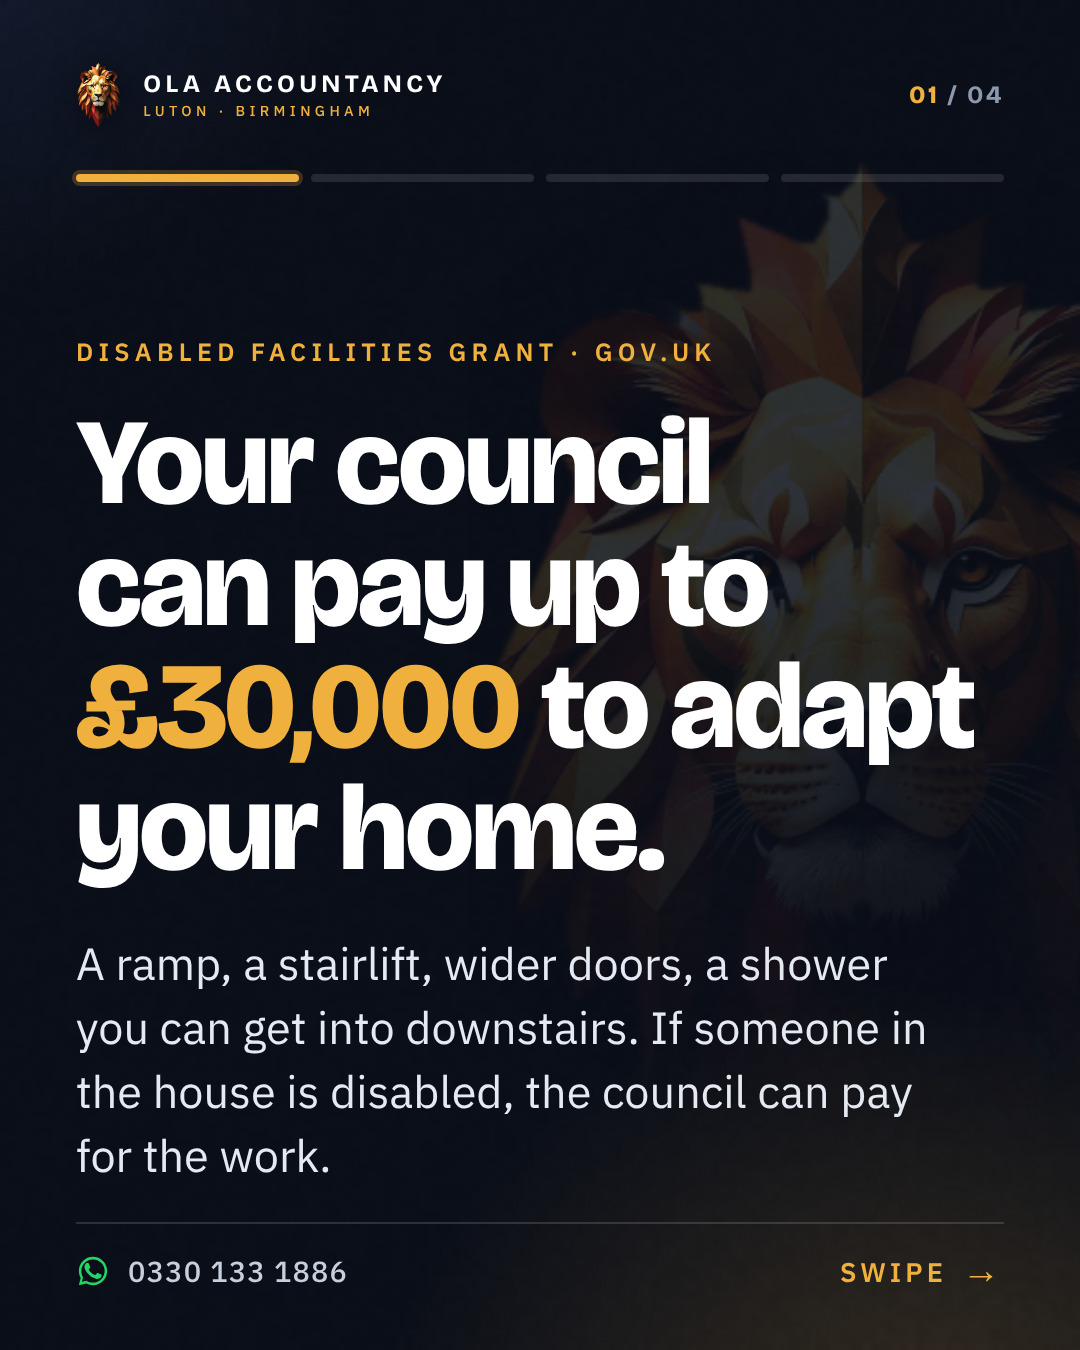 OLA ACCOUNTANCY
LUTON · BIRMINGHAM
01 / 04
DISABLED FACILITIES GRANT · GOV.UK
Your council
can pay up to
£30,000 to adapt
your home.
A ramp, a stairlift, wider doors, a shower
you can get into downstairs. If someone in
the house is disabled, the council can pay
for the work.
0330 133 1886
SWIPE →